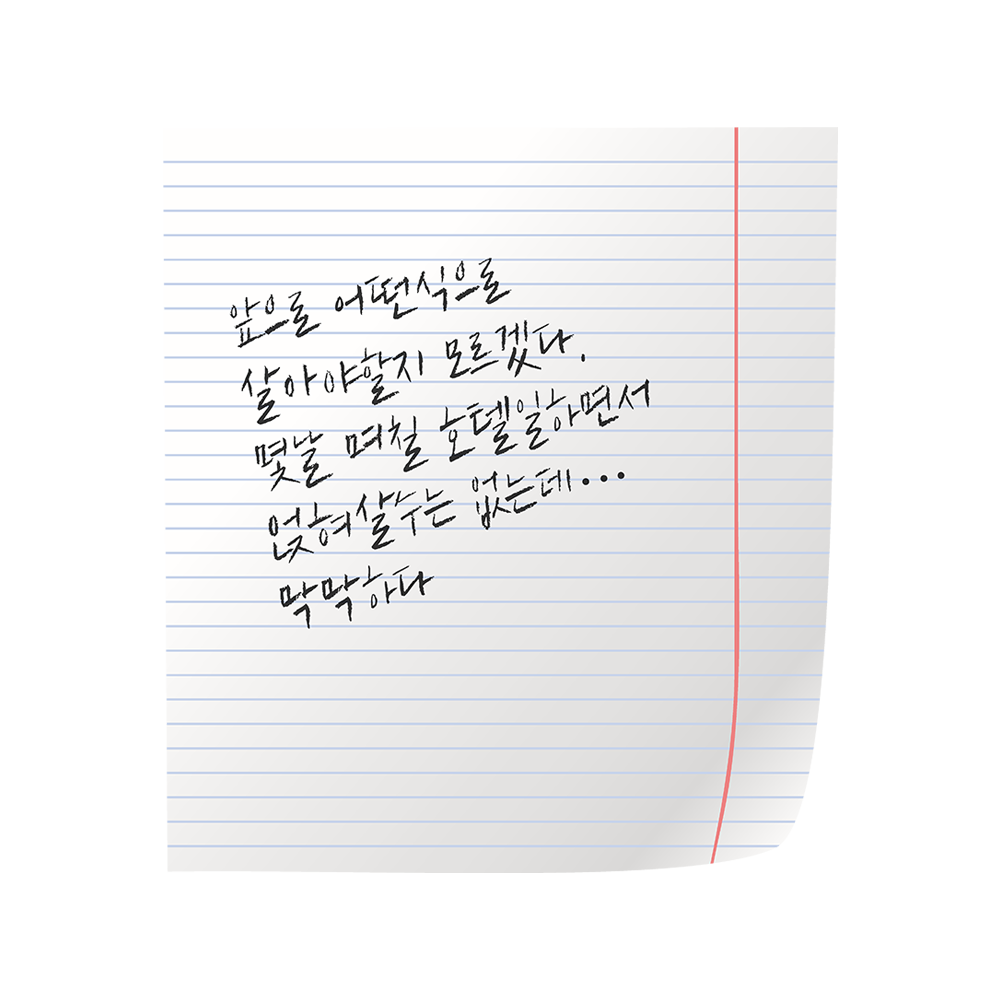 앞으로 어떤식으로
살아야할지 모르겠다.
몇날 며칠 호텔일하면서
얹혀살수는 없는데...
막막하다